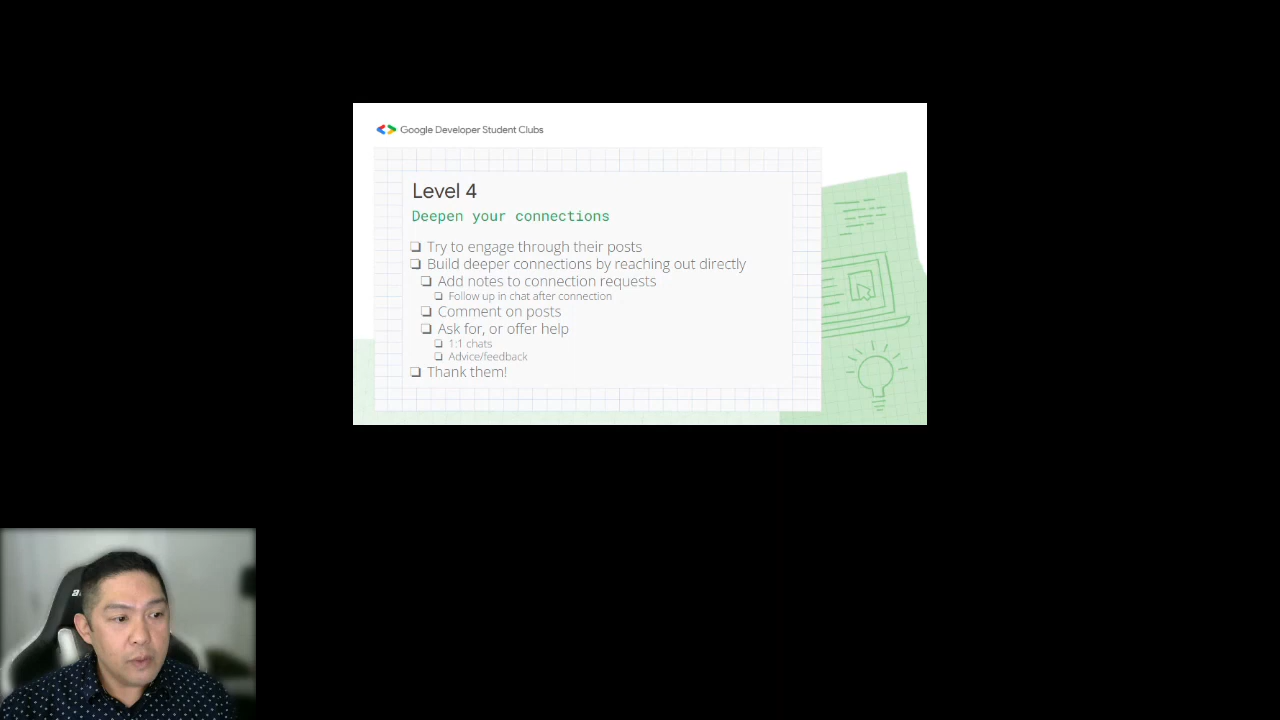 Google Developer Student Clubs
Level 4
Deepen your connections
❏ Try to engage through their posts
❏ Build deeper connections by reaching out directly
❏ Add notes to connection requests
❏ Follow up in chat after connection
❏ Comment on posts
❏ Ask for, or offer help
❏ 1:1 chats
❏ Advice/feedback
❏ Thank them!